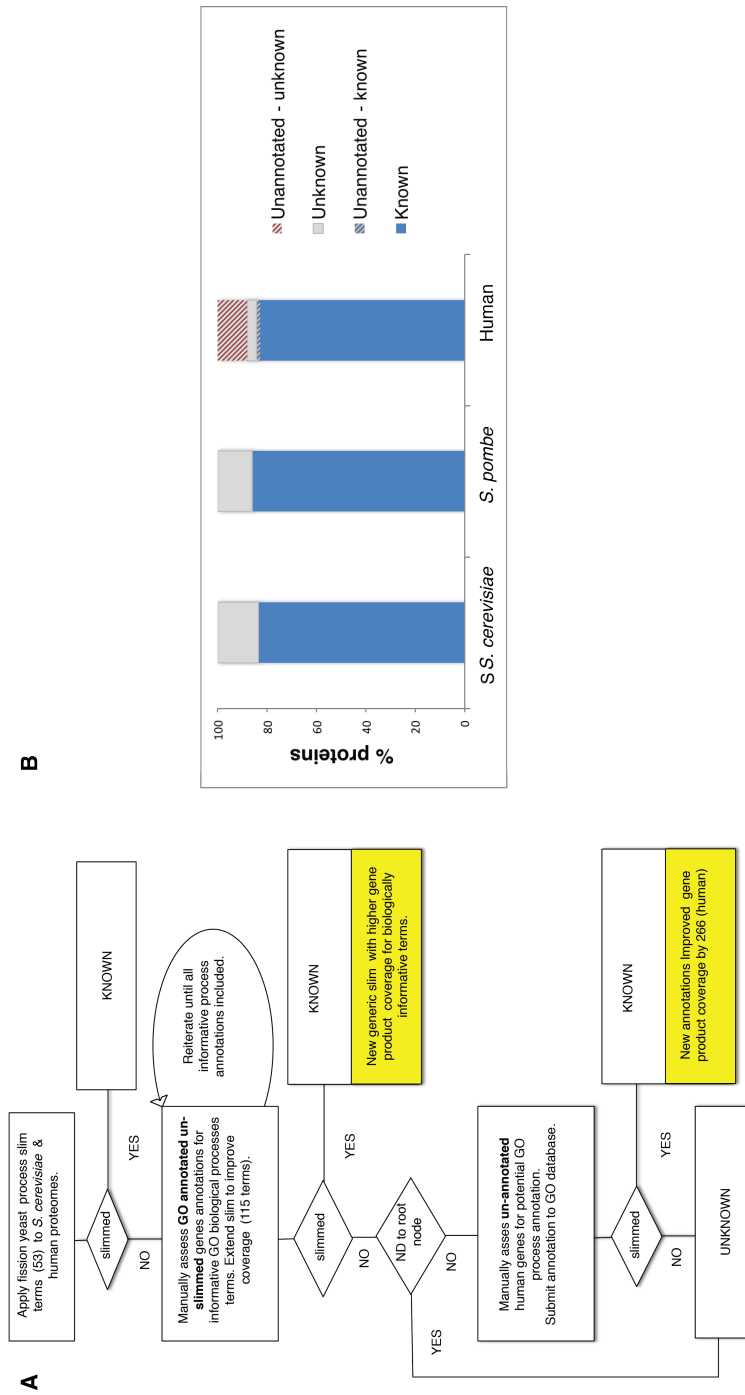 A
Apply fission yeast process slim
terms (53) to S. cerevisiae &
human proteomes.
slimmed
YES
KNOWN
NO
Manually assess GO annotated un-
slimmed genes annotations for
informative GO biological processes
terms. Extend slim to improve
coverage (115 terms).
Reiterate until all
informative process
annotations included.
slimmed
YES
KNOWN
New generic slim with higher gene
product coverage for biologically
informative terms.
NO
ND to root
node
YES
NO
Manually asses un-annotated
human genes for potential GO
process annotation.
Submit annotation to GO database.
slimmed
YES
KNOWN
New annotations Improved gene
product coverage by 266 (human)
NO
UNKNOWN
B
% proteins
100
80
60
40
20
0
S S. cerevisiae
S. pombe
Human
Unannotated - unknown
Unknown
Unannotated - known
Known